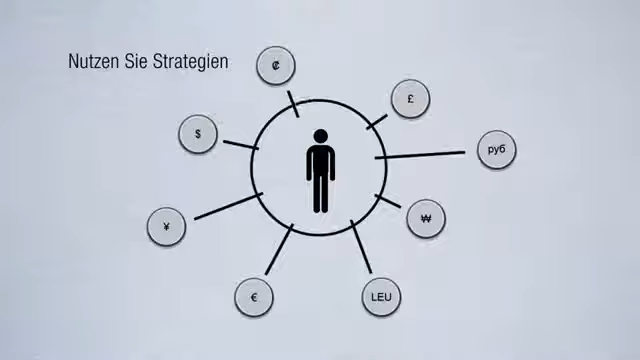 Nutzen Sie Strategien
₡
£
$
руб
¥
₩
€
LEU